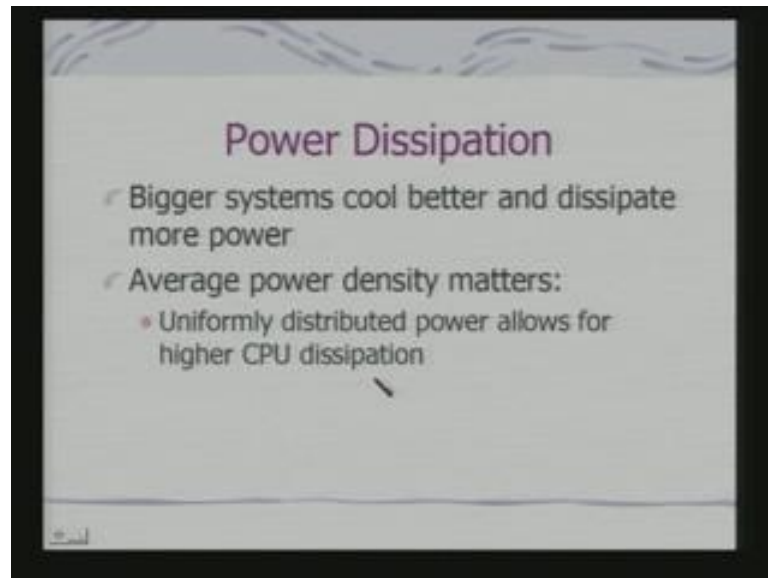 Power Dissipation
Bigger systems cool better and dissipate
more power
Average power density matters:
Uniformly distributed power allows for
higher CPU dissipation